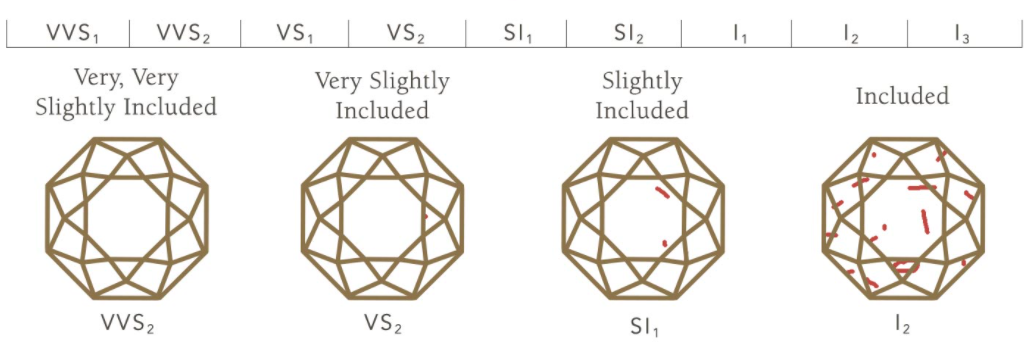 VVS₁ VVS₂ VS₁ VS₂ SI₁ SI₂ I₁ I₂ I₃
Very, Very
Slightly Included
Very Slightly
Included
Slightly
Included
Included
VVS₂ VS₂ SI₁ I₂